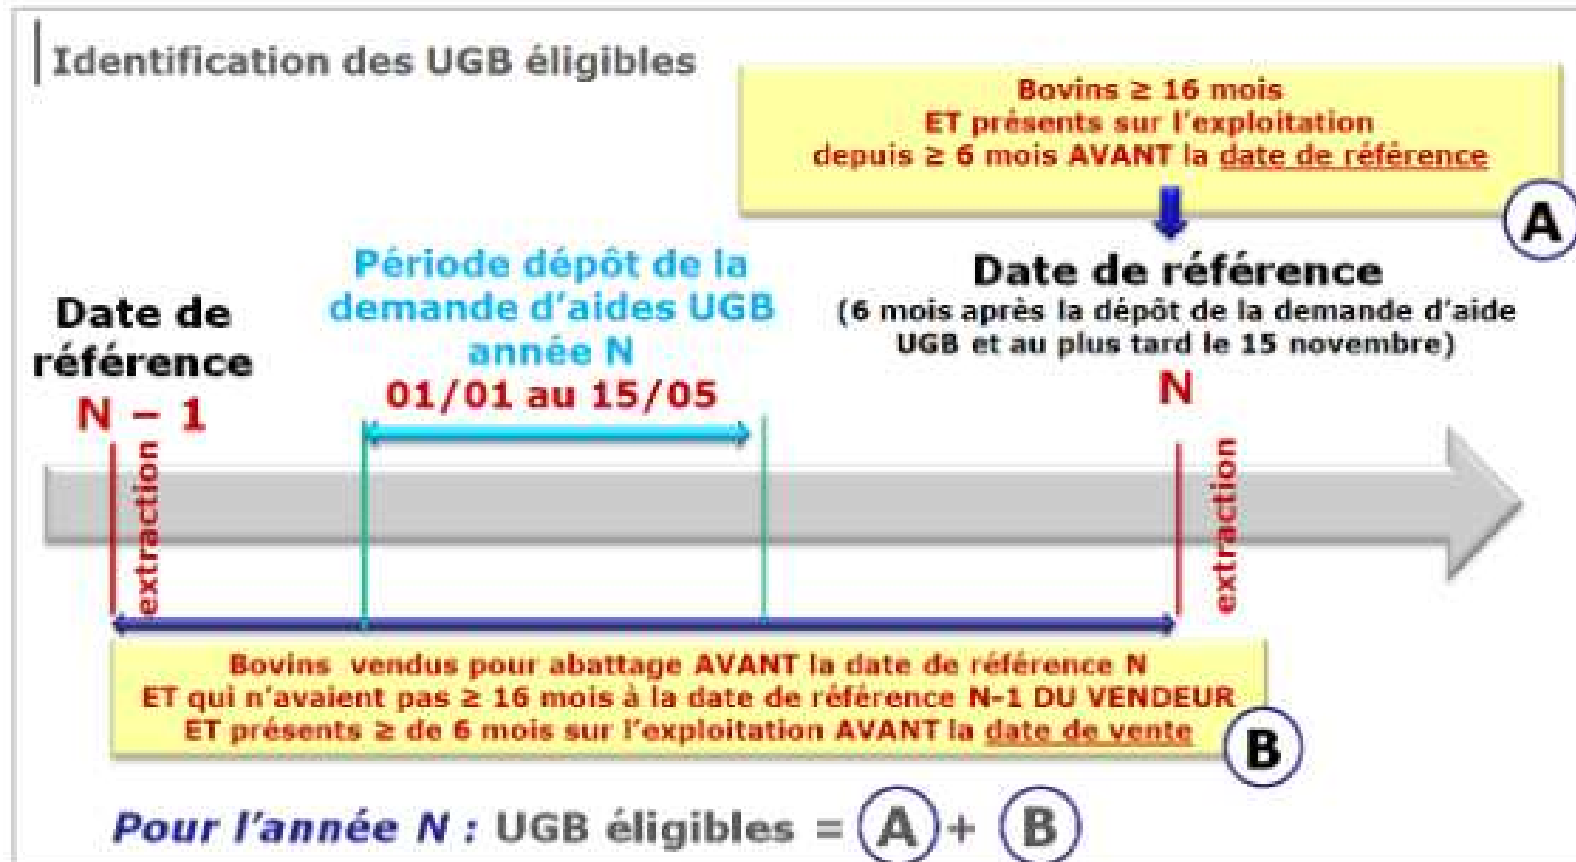 Identification des UGB éligibles
Bovins ≥ 16 mois
ET présents sur l'exploitation
depuis ≥ 6 mois AVANT la date de référence
A
Période dépôt de la
demande d'aides UGB
année N
01/01 au 15/05
Date de
référence
N - 1
extraction
Date de référence
(6 mois après la dépôt de la demande d'aide
UGB et au plus tard le 15 novembre)
N
extraction
Bovins vendus pour abattage AVANT la date de référence N
ET qui n'avaient pas ≥ 16 mois à la date de référence N-1 DU VENDEUR
ET présents ≥ de 6 mois sur l'exploitation AVANT la date de vente
B
Pour l'année N : UGB éligibles = A + B